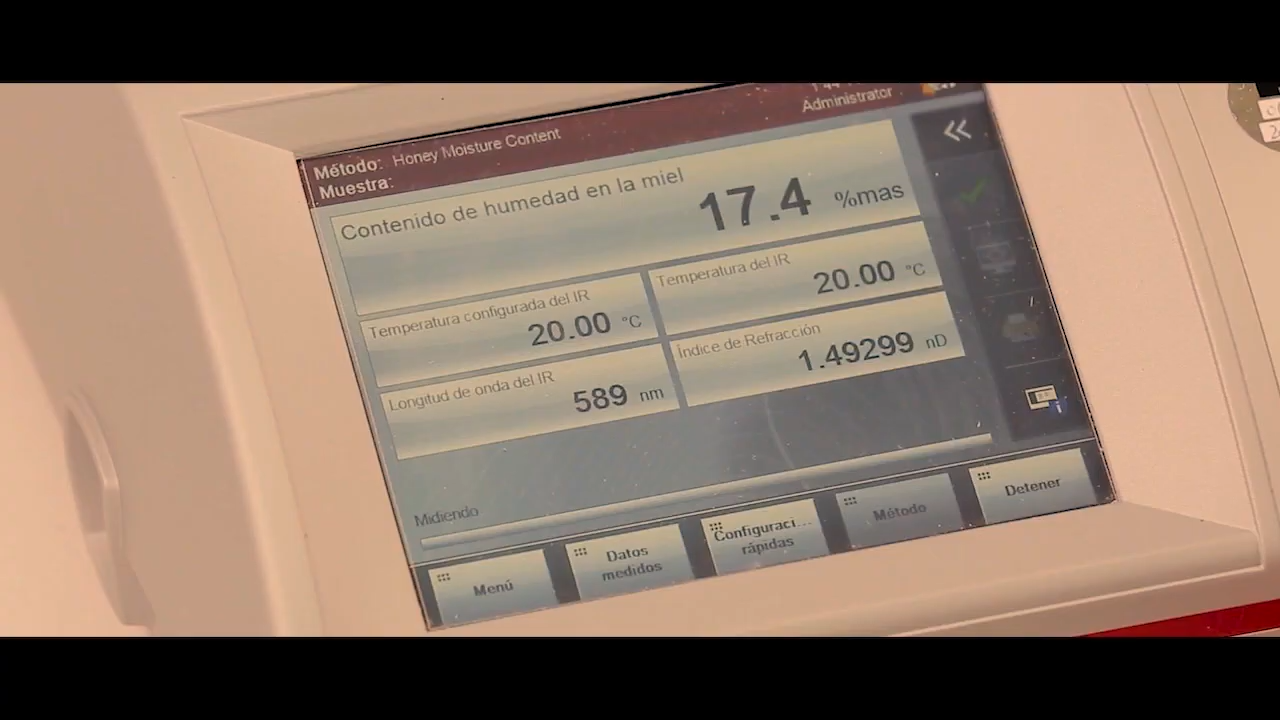 Método: Honey Moisture Content
Administrator
Muestra:
Contenido de humedad en la miel
17.4 %mas
Temperatura configurada del IR
20.00 °C
Temperatura del IR
20.00 °C
Longitud de onda del IR
589 nm
Índice de Refracción
1.49299 nD
Midiendo
Menú
Datos
medidos
Configuraci...
rápidas
Método
Detener